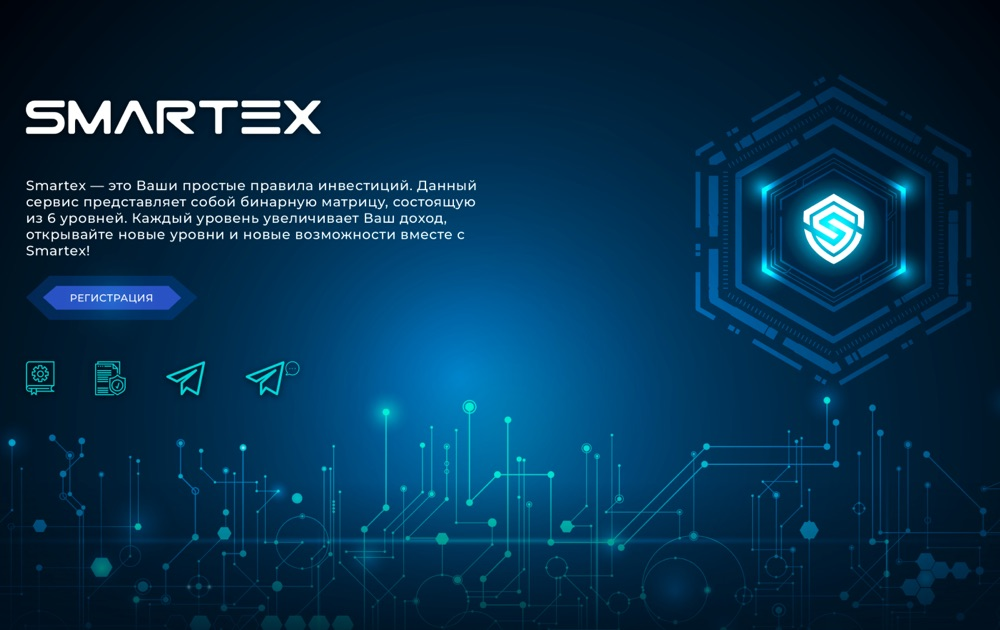 SMARTEX
Smartex — это Ваши простые правила инвестиций. Данный
сервис представляет собой бинарную матрицу, состоящую
из 6 уровней. Каждый уровень увеличивает Ваш доход,
открывайте новые уровни и новые возможности вместе с
Smartex!
РЕГИСТРАЦИЯ